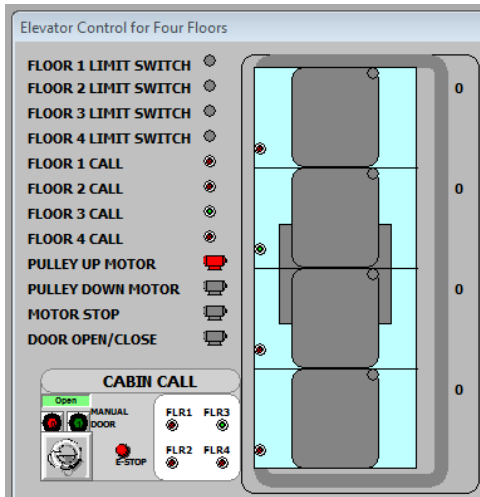 Elevator Control for Four Floors
FLOOR 1 LIMIT SWITCH
FLOOR 2 LIMIT SWITCH
0
FLOOR 3 LIMIT SWITCH
FLOOR 4 LIMIT SWITCH
FLOOR 1 CALL
FLOOR 2 CALL
0
FLOOR 3 CALL
FLOOR 4 CALL
PULLEY UP MOTOR
PULLEY DOWN MOTOR
0
MOTOR STOP
DOOR OPEN/CLOSE
CABIN CALL
0
Open
MANUAL
DOOR
E-STOP
FLR1 FLR3
FLR2 FLR4